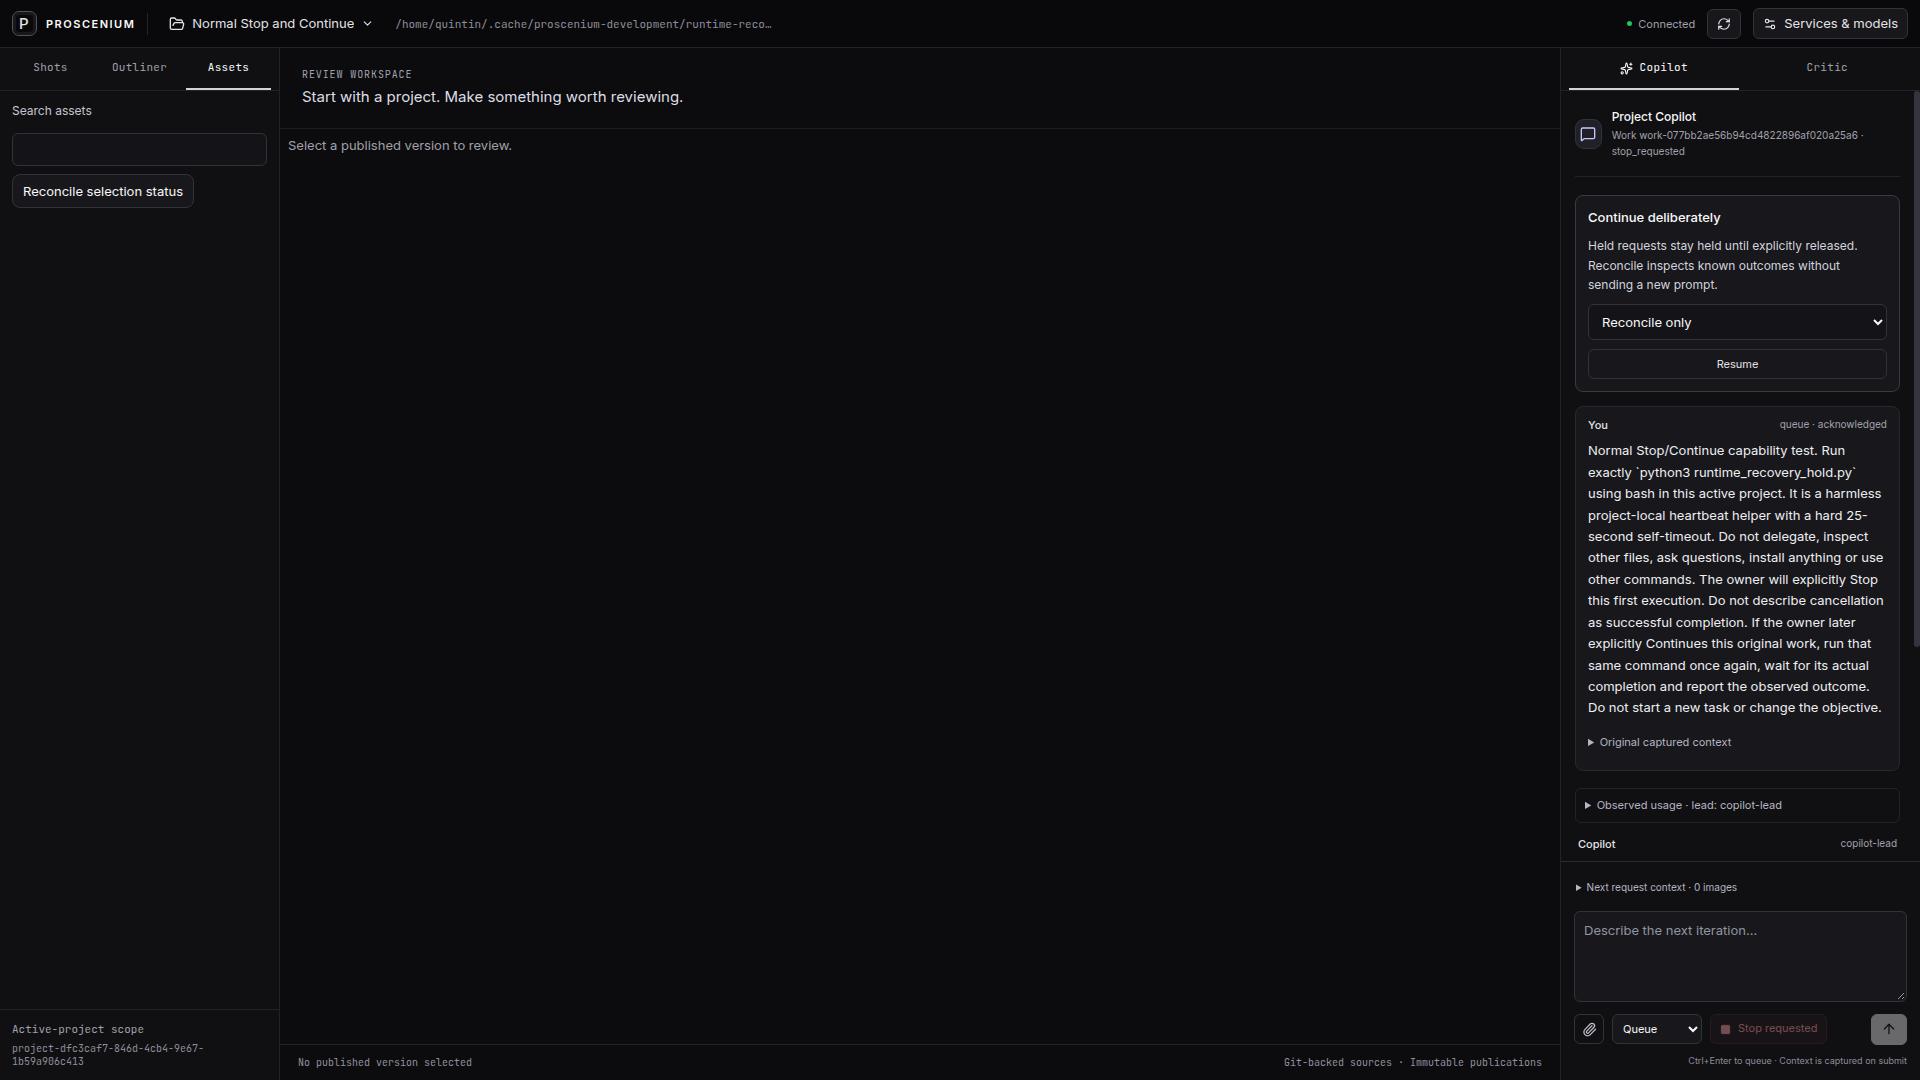 P PROSCENIUM
Normal Stop and Continue
/home/quintin/.cache/proscenium-development/runtime-reco…
Connected
Services & models
Shots
Outliner
Assets
Search assets
Reconcile selection status
Active-project scope
project-dfc3caf7-846d-4cb4-9e67-
1b59a906c413
REVIEW WORKSPACE
Start with a project. Make something worth reviewing.
Select a published version to review.
No published version selected
Git-backed sources · Immutable publications
Copilot
Critic
Project Copilot
Work work-077bb2ae56b94cd4822896af020a25a6 ·
stop_requested
Continue deliberately
Held requests stay held until explicitly released.
Reconcile inspects known outcomes without
sending a new prompt.
Reconcile only
Resume
You
queue · acknowledged
Normal Stop/Continue capability test. Run
exactly `python3 runtime_recovery_hold.py`
using bash in this active project. It is a harmless
project-local heartbeat helper with a hard 25-
second self-timeout. Do not delegate, inspect
other files, ask questions, install anything or use
other commands. The owner will explicitly Stop
this first execution. Do not describe cancellation
as successful completion. If the owner later
explicitly Continues this original work, run that
same command once again, wait for its actual
completion and report the observed outcome.
Do not start a new task or change the objective.
Original captured context
Observed usage · lead: copilot-lead
Copilot
copilot-lead
Next request context · 0 images
Describe the next iteration...
Queue
Stop requested
Ctrl+Enter to queue · Context is captured on submit